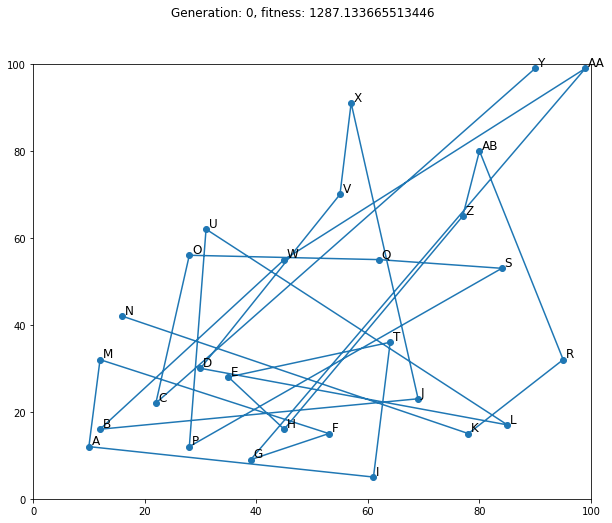 Generation: 0, fitness: 1287.133665513446
100
Y
AA
X
80
AB
V
Z
U
60
O
W
Q
S
N
40
T
M
D
E
R
C
J
20
B
H
F
L
K
A
P
G
I
0
0
20
40
60
80
100